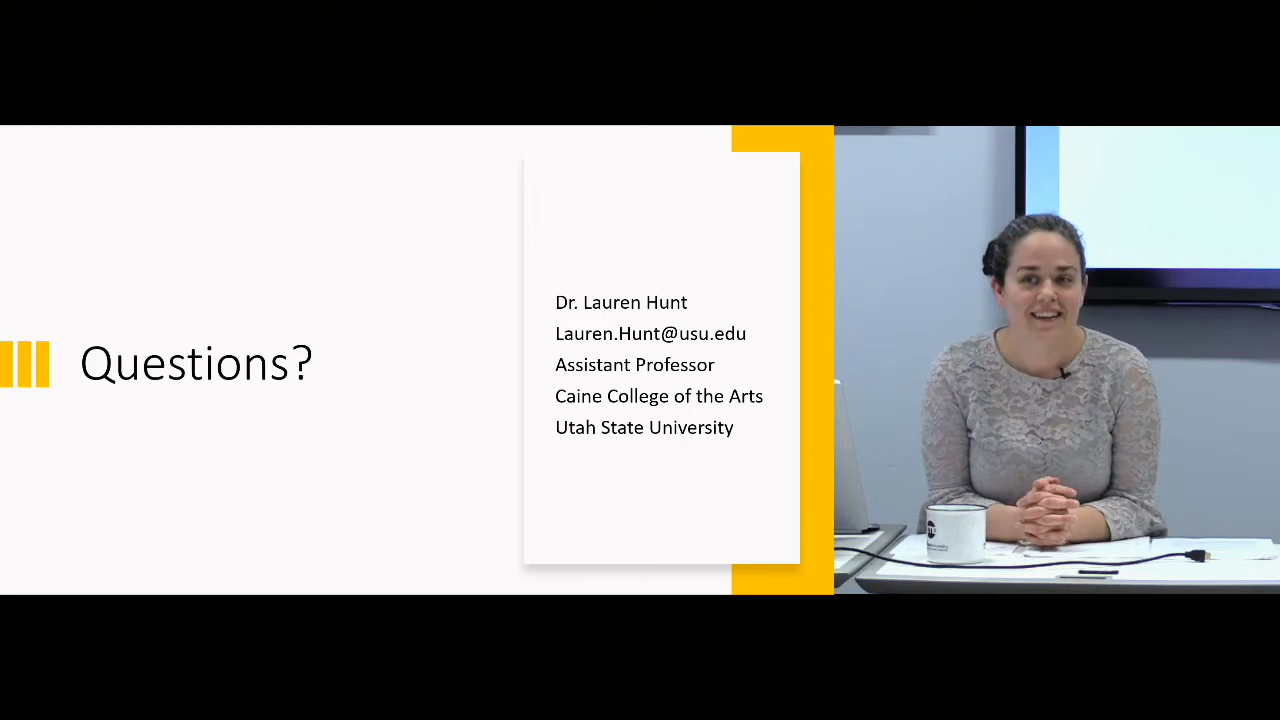 Questions?
Dr. Lauren Hunt
Lauren.Hunt@usu.edu
Assistant Professor
Caine College of the Arts
Utah State University